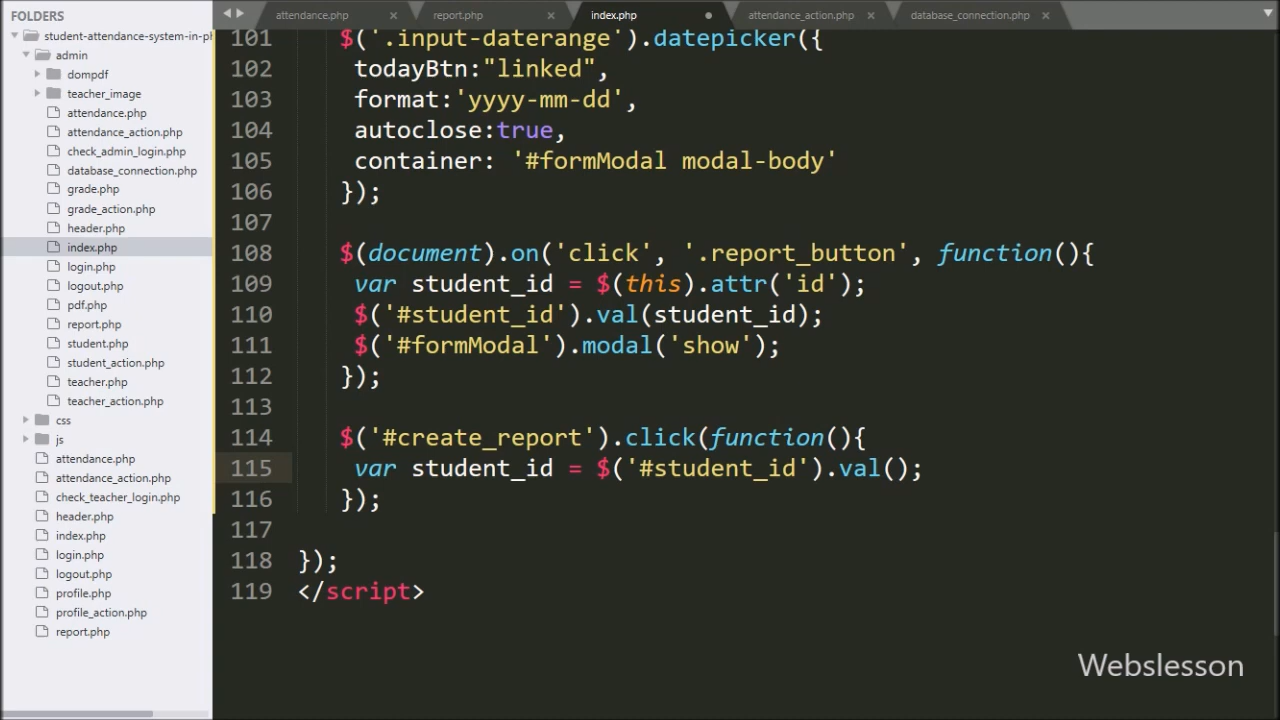 FOLDERS
student-attendance-system-in-ph
admin
dompdf
teacher_image
attendance.php
attendance_action.php
check_admin_login.php
database_connection.php
grade.php
grade_action.php
header.php
index.php
login.php
logout.php
pdf.php
report.php
student.php
student_action.php
teacher.php
teacher_action.php
css
js
attendance.php
attendance_action.php
check_teacher_login.php
header.php
index.php
login.php
logout.php
profile.php
profile_action.php
report.php
attendance.php × report.php × index.php attendance_action.php × database_connection.php ×
101 $('.input-daterange').datepicker({
102 todayBtn:"linked",
103 format:'yyyy-mm-dd',
104 autoclose:true,
105 container: '#formModal modal-body'
106 });
107
108 $(document).on('click', '.report_button', function(){
109 var student_id = $(this).attr('id');
110 $('#student_id').val(student_id);
111 $('#formModal').modal('show');
112 });
113
114 $('#create_report').click(function(){
115 var student_id = $('#student_id').val();
116 });
117
118 });
119 </script>
Webslesson